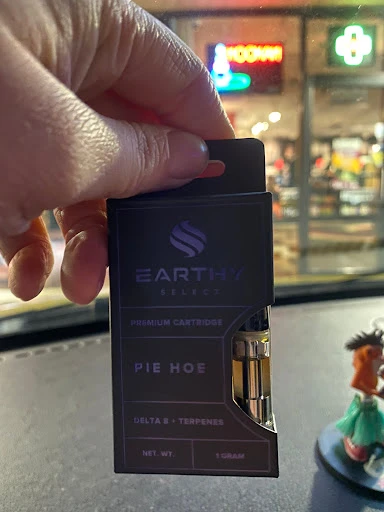 EARTHY
SELECT
PREMIUM CARTRIDGE
PIE HOE
DELTA 8 + TERPENES
NET. WT.
1 GRAM